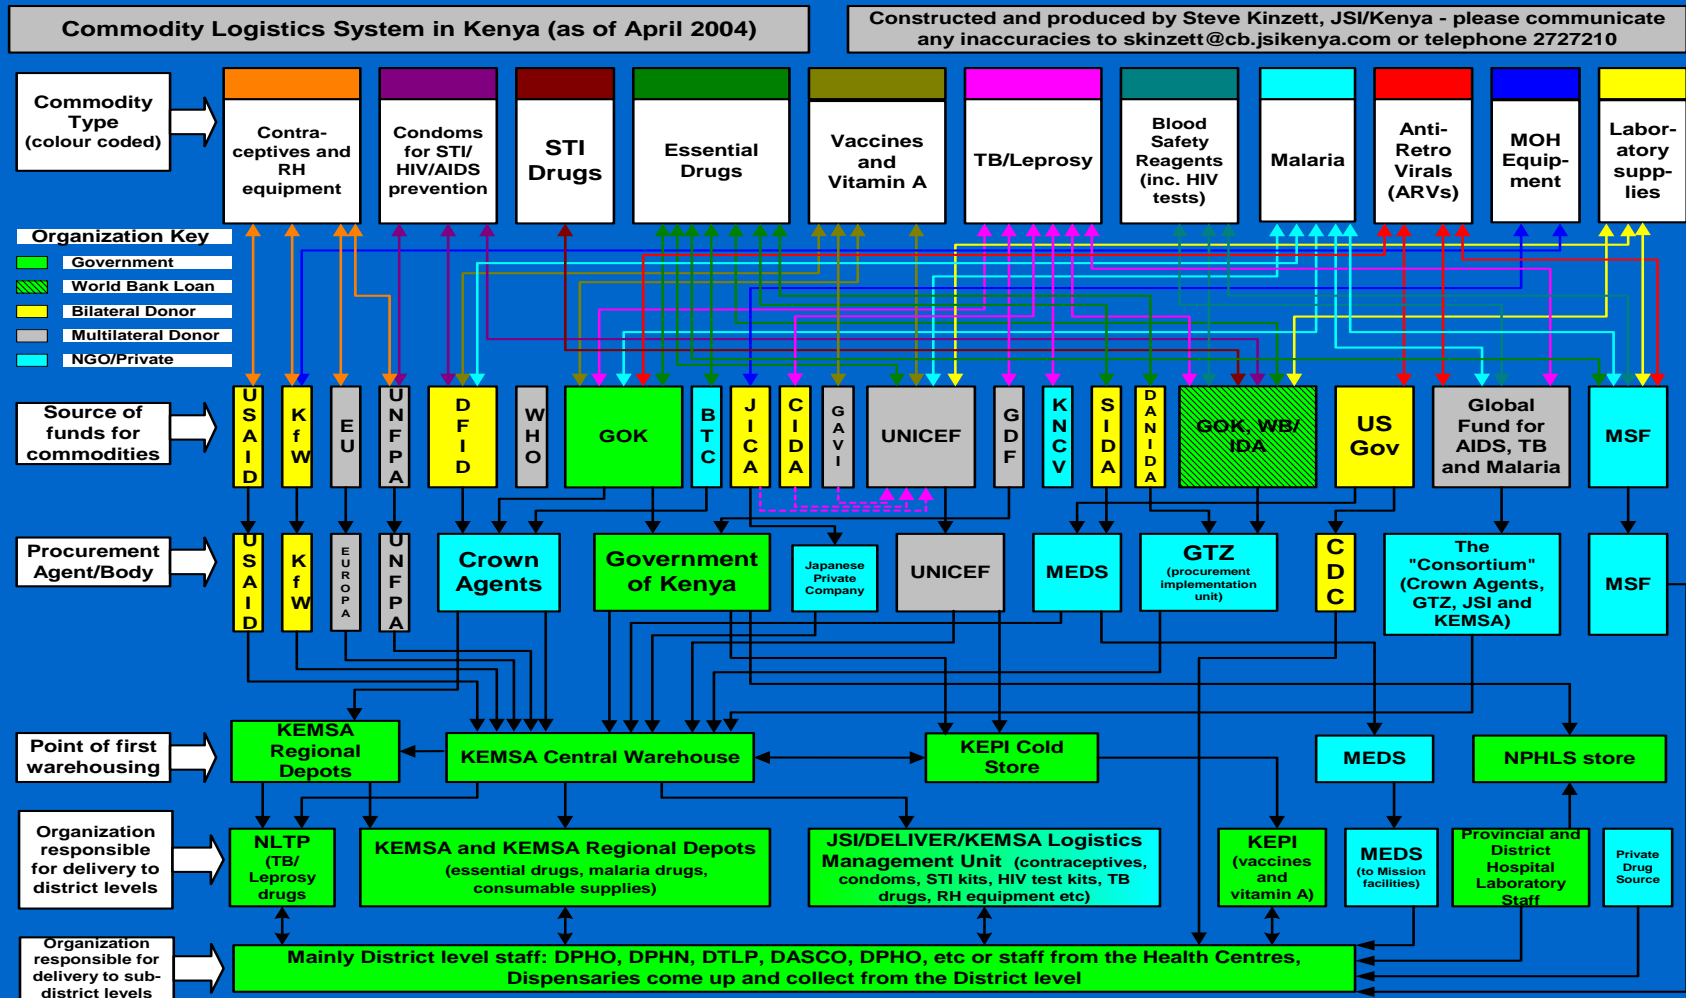 Commodity Logistics System in Kenya (as of April 2004)
Constructed and produced by Steve Kinzett, JSI/Kenya - please communicate
any inaccuracies to skinzett@cb.jsikenya.com or telephone 2727210
Commodity
Type
(colour coded)
Contra-
ceptives and
RH
equipment
Condoms
for STI/
HIV/AIDS
prevention
STI
Drugs
Essential
Drugs
Vaccines
and
Vitamin A
TB/Leprosy
Blood
Safety
Reagents
(inc. HIV
tests)
Malaria
Anti-
Retro
Virals
(ARVs)
MOH
Equip-
ment
Labor-
atory
supp-
lies
Organization Key
Government
World Bank Loan
Bilateral Donor
Multilateral Donor
NGO/Private
Source of
funds for
commodities
USAID
KfW
EU
UNFPA
DFID
WHO
GOK
BTC
JICA
CIDA
GAVI
UNICEF
GDF
KNCV
SIDA
DANIDA
GOK, WB/
IDA
US
Gov
Global
Fund for
AIDS, TB
and Malaria
MSF
Procurement
Agent/Body
USAID
KfW
EUROPA
UNFPA
Crown
Agents
Government
of Kenya
Japanese
Private
Company
UNICEF
MEDS
GTZ
(procurement
implementation
unit)
CDC
The
"Consortium"
(Crown Agents,
GTZ, JSI and
KEMSA)
MSF
Point of first
warehousing
KEMSA
Regional
Depots
KEMSA Central Warehouse
KEPI Cold
Store
MEDS
NPHLS store
Organization
responsible
for delivery to
district levels
NLTP
(TB/
Leprosy
drugs
KEMSA and KEMSA Regional Depots
(essential drugs, malaria drugs,
consumable supplies)
JSI/DELIVER/KEMSA Logistics
Management Unit (contraceptives,
condoms, STI kits, HIV test kits, TB
drugs, RH equipment etc)
KEPI
(vaccines
and
vitamin A)
MEDS
(to Mission
facilities)
Provincial and
District
Hospital
Laboratory
Staff
Private
Drug
Source
Organization
responsible for
delivery to sub-
district levels
Mainly District level staff: DPHO, DPHN, DTLP, DASCO, DPHO, etc or staff from the Health Centres,
Dispensaries come up and collect from the District level